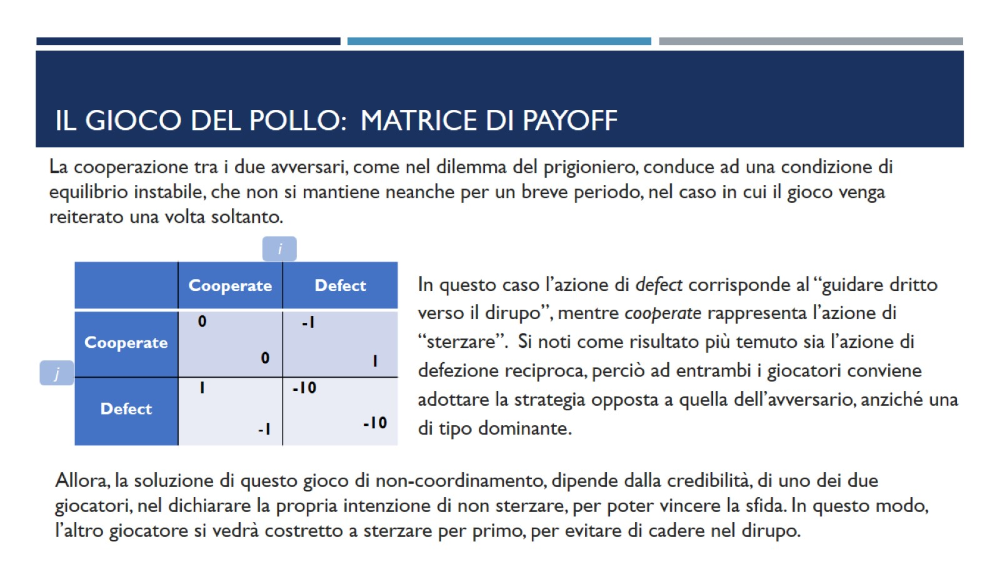 IL GIOCO DEL POLLO: MATRICE DI PAYOFF
La cooperazione tra i due avversari, come nel dilemma del prigioniero, conduce ad una condizione di
equilibrio instabile, che non si mantiene neanche per un breve periodo, nel caso in cui il gioco venga
reiterato una volta soltanto.
i
Cooperate Defect
0 -1
Cooperate
0 1
j
1 -10
Defect
-1 -10
In questo caso l'azione di defect corrisponde al “guidare dritto
verso il dirupo”, mentre cooperate rappresenta l'azione di
“sterzare”. Si noti come risultato più temuto sia l'azione di
defezione reciproca, perciò ad entrambi i giocatori conviene
adottare la strategia opposta a quella dell'avversario, anziché una
di tipo dominante.
Allora, la soluzione di questo gioco di non-coordinamento, dipende dalla credibilità, di uno dei due
giocatori, nel dichiarare la propria intenzione di non sterzare, per poter vincere la sfida. In questo modo,
l'altro giocatore si vedrà costretto a sterzare per primo, per evitare di cadere nel dirupo.